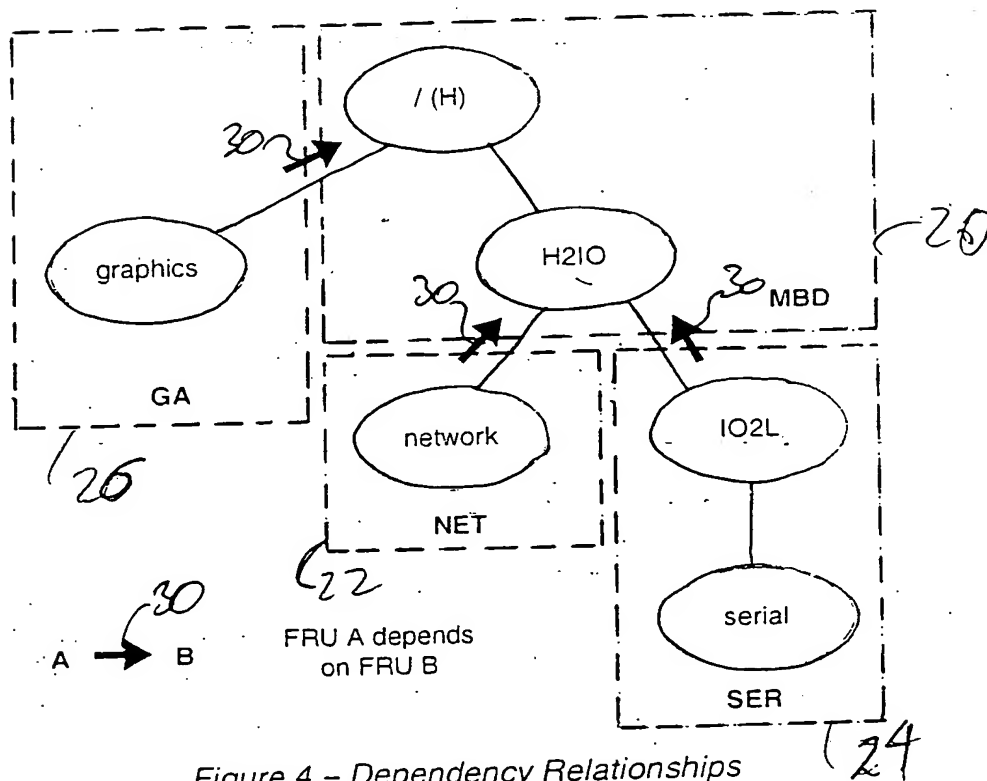 / (H)
30
graphics
H2IO
20
30
30
MBD
GA
26
network
IO2L
NET
22
serial
30
A B
FRU A depends
on FRU B
SER
24
Figure 4 – Dependency Relationships